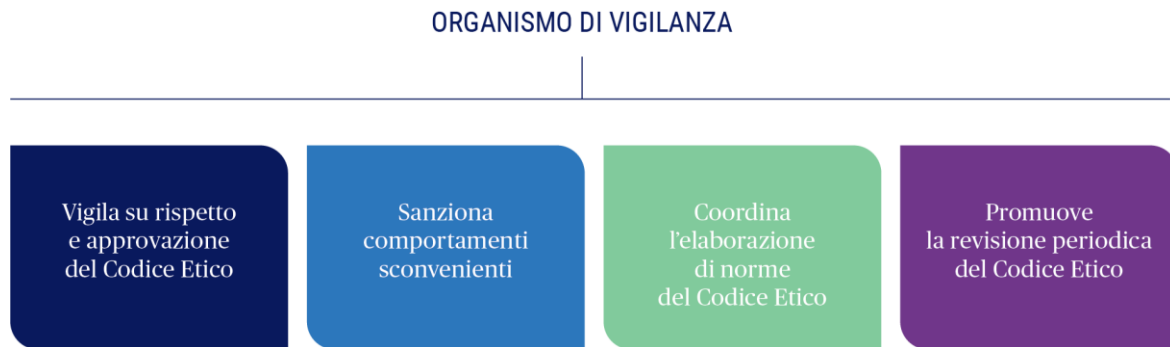 ORGANISMO DI VIGILANZA
Vigila su rispetto
e approvazione
del Codice Etico
Sanziona
comportamenti
sconvenienti
Coordina
l'elaborazione
di norme
del Codice Etico
Promuove
la revisione periodica
del Codice Etico